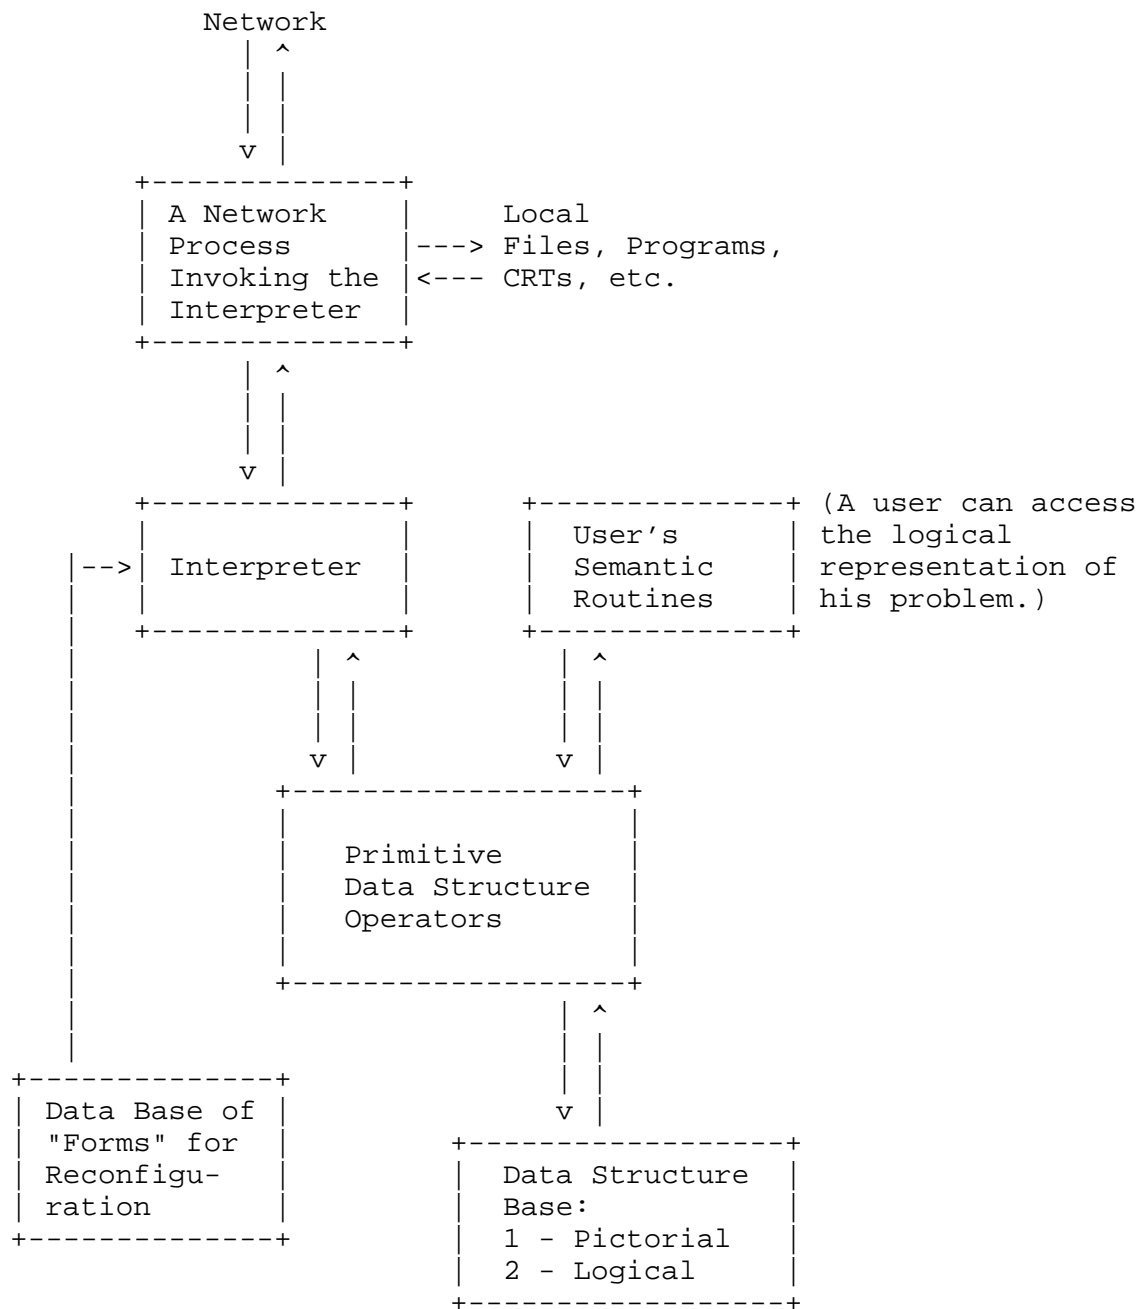 Network
A Network
Process
Invoking the
Interpreter
Local
Files, Programs,
CRTs, etc.
Interpreter
User's
Semantic
Routines
(A user can access
the logical
representation of
his problem.)
Primitive
Data Structure
Operators
Data Base of
"Forms" for
Reconfigu-
ration
Data Structure
Base:
1 - Pictorial
2 - Logical